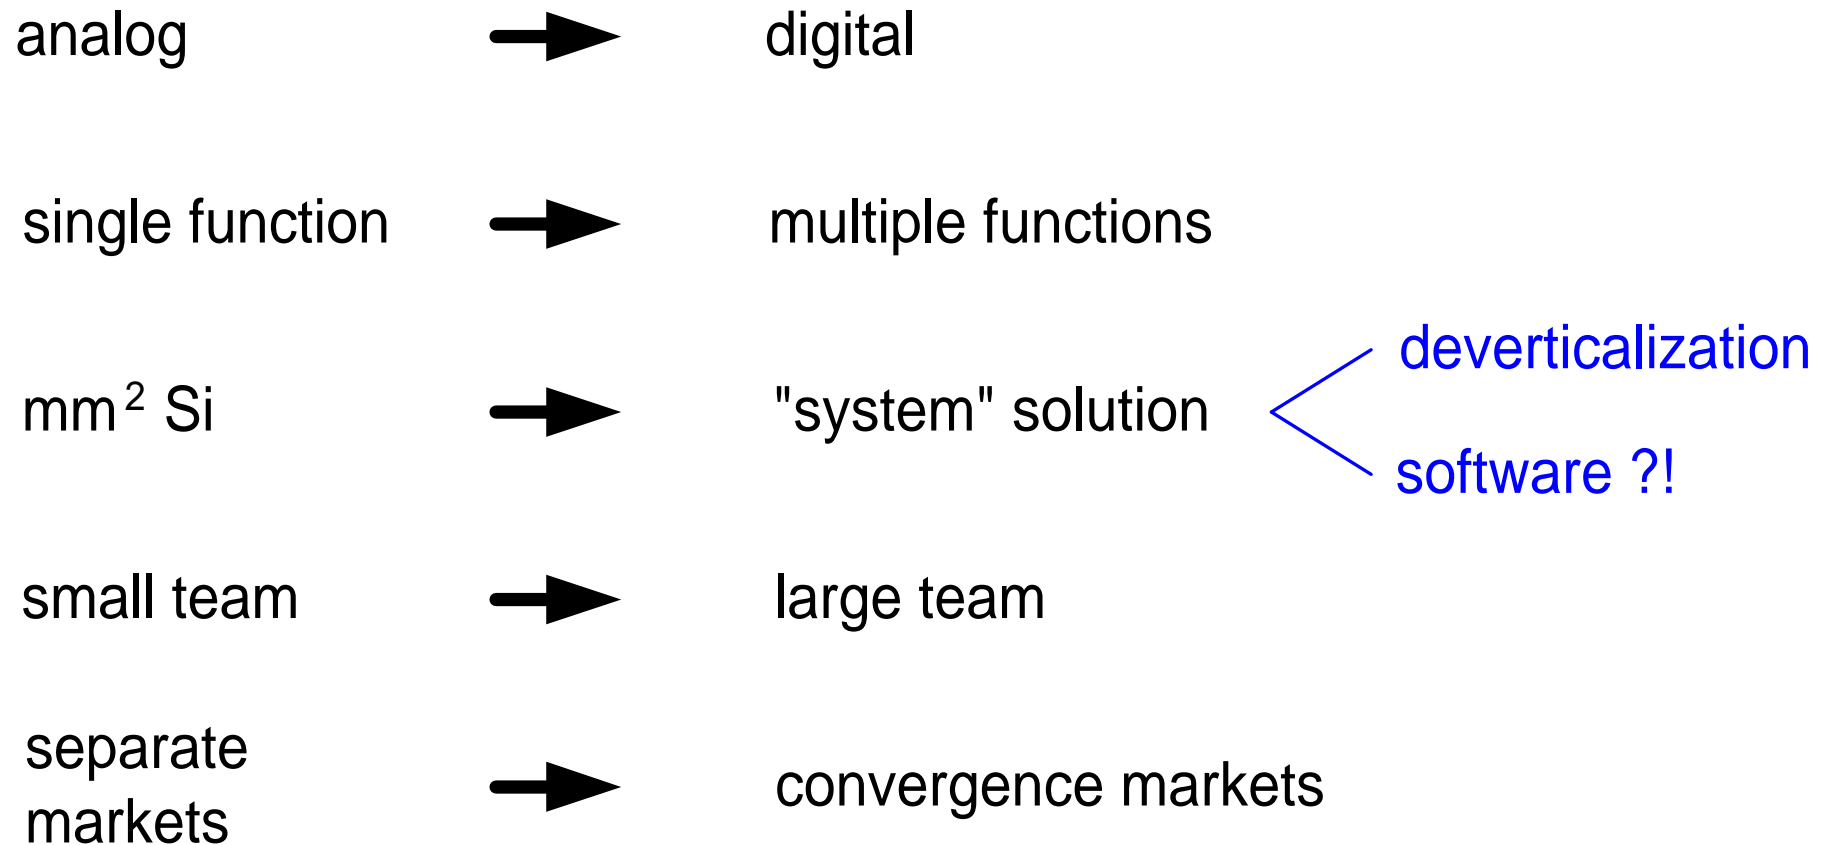 analog digital
single function multiple functions
deverticalization
mm² Si "system" solution
software ?!
small team large team
separate
markets
convergence markets